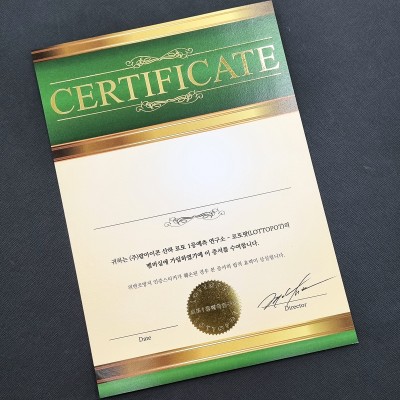 CERTIFICATE
귀하는 (주)팜아이콘 산하 로또 1등예측 연구소 - 로또팟(LOTTOPOT)의
멤버십에 가입하였기에 이 증서를 수여합니다.
Date
Director